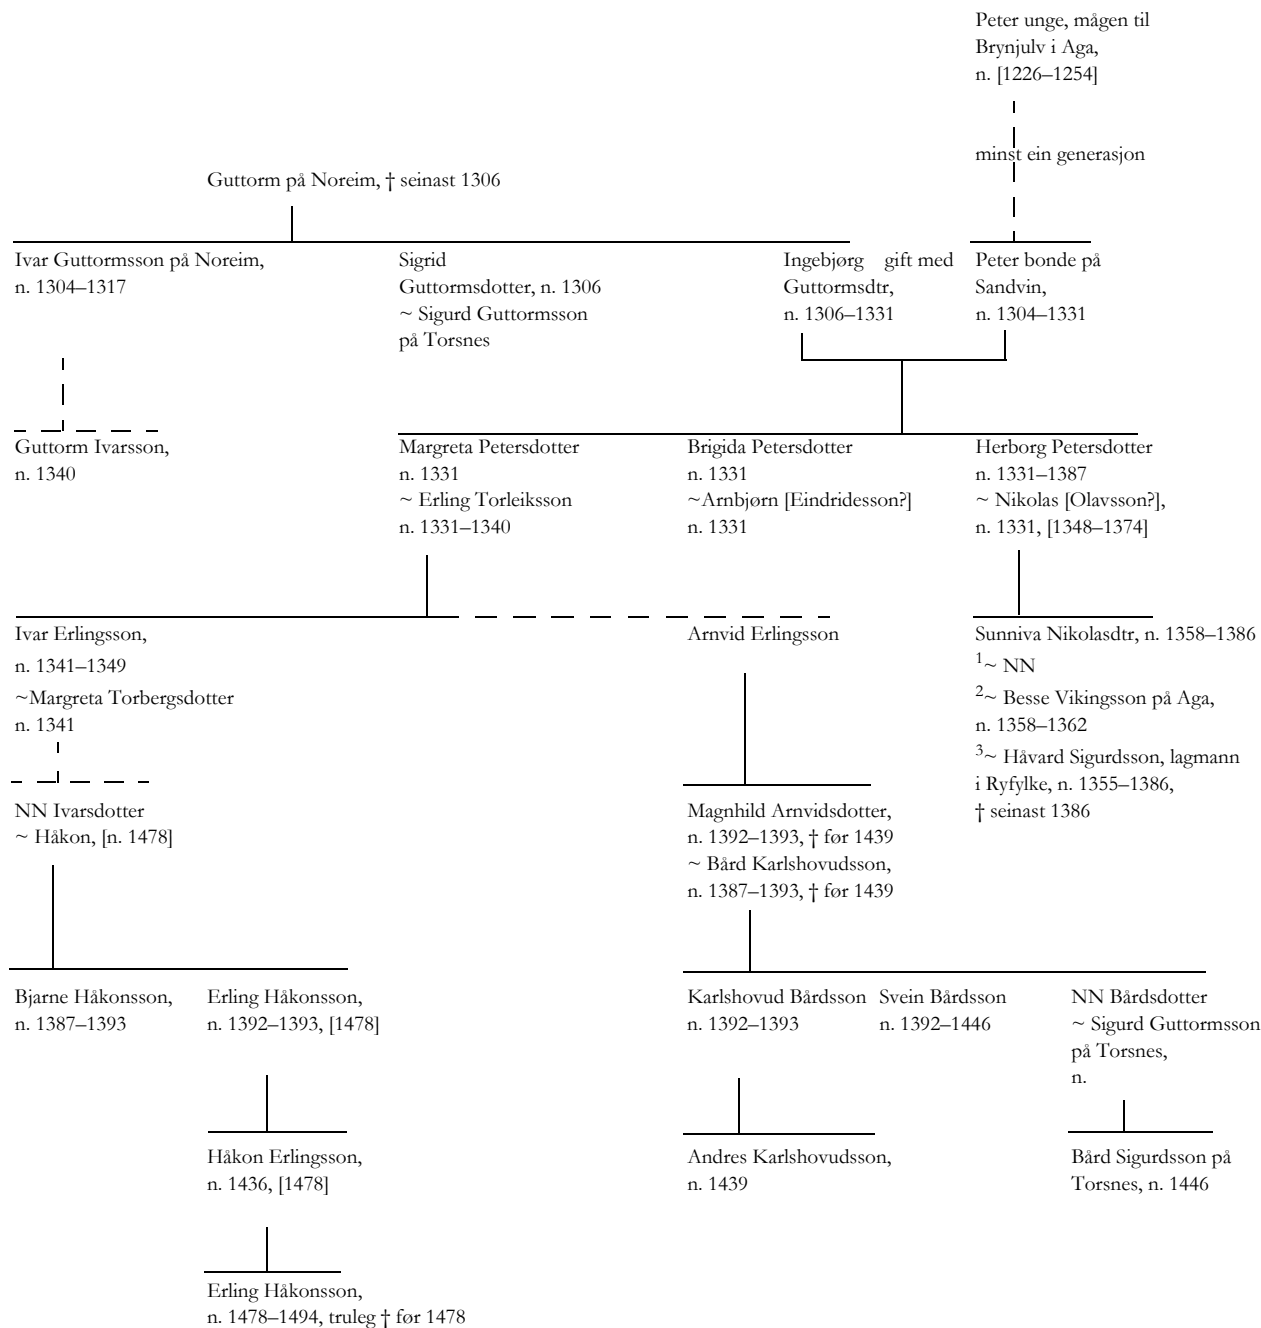 Peter unge, mågen til
Brynjulv i Aga,
n. [1226–1254]
minst ein generasjon
Guttorm på Noreim, † seinast 1306
Ivar Guttormsson på Noreim,
n. 1304–1317
Sigrid
Guttormsdotter, n. 1306
~ Sigurd Guttormsson
på Torsnes
Ingebjørg gift med
Guttormsdtr,
n. 1306–1331
Peter bonde på
Sandvin,
n. 1304–1331
Guttorm Ivarsson,
n. 1340
Margreta Petersdotter
n. 1331
~ Erling Torleiksson
n. 1331–1340
Brigida Petersdotter
n. 1331
~Arnbjørn [Eindridesson?]
n. 1331
Herborg Petersdotter
n. 1331–1387
~ Nikolas [Olavsson?],
n. 1331, [1348–1374]
Ivar Erlingsson,
n. 1341–1349
~Margreta Torbergsdotter
n. 1341
Arnvid Erlingsson
Sunniva Nikolasdtr, n. 1358–1386
1~ NN
2~ Besse Vikingsson på Aga,
n. 1358–1362
3~ Håvard Sigurdsson, lagmann
i Ryfylke, n. 1355–1386,
† seinast 1386
NN Ivarsdotter
~ Håkon, [n. 1478]
Magnhild Arnvidsdotter,
n. 1392–1393, † før 1439
~ Bård Karlshovudsson,
n. 1387–1393, † før 1439
Bjarne Håkonsson,
n. 1387–1393
Erling Håkonsson,
n. 1392–1393, [1478]
Karlshovud Bårdsson
n. 1392–1393
Svein Bårdsson
n. 1392–1446
NN Bårdsdotter
~ Sigurd Guttormsson
på Torsnes,
n.
Håkon Erlingsson,
n. 1436, [1478]
Andres Karlshovudsson,
n. 1439
Bård Sigurdsson på
Torsnes, n. 1446
Erling Håkonsson,
n. 1478–1494, truleg † før 1478